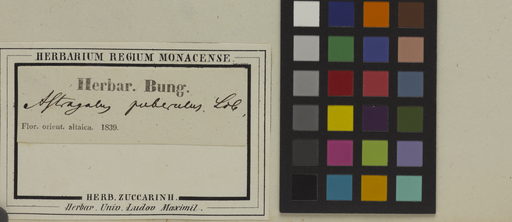 HERBARIUM REGIUM MONACENSE.
Herbar. Bung.
Astragalus puberulus. Led.
Flor. orient. altaica. 1839.
HERB. ZUCCARINII.
Herbar. Univ. Ludov Maximil.